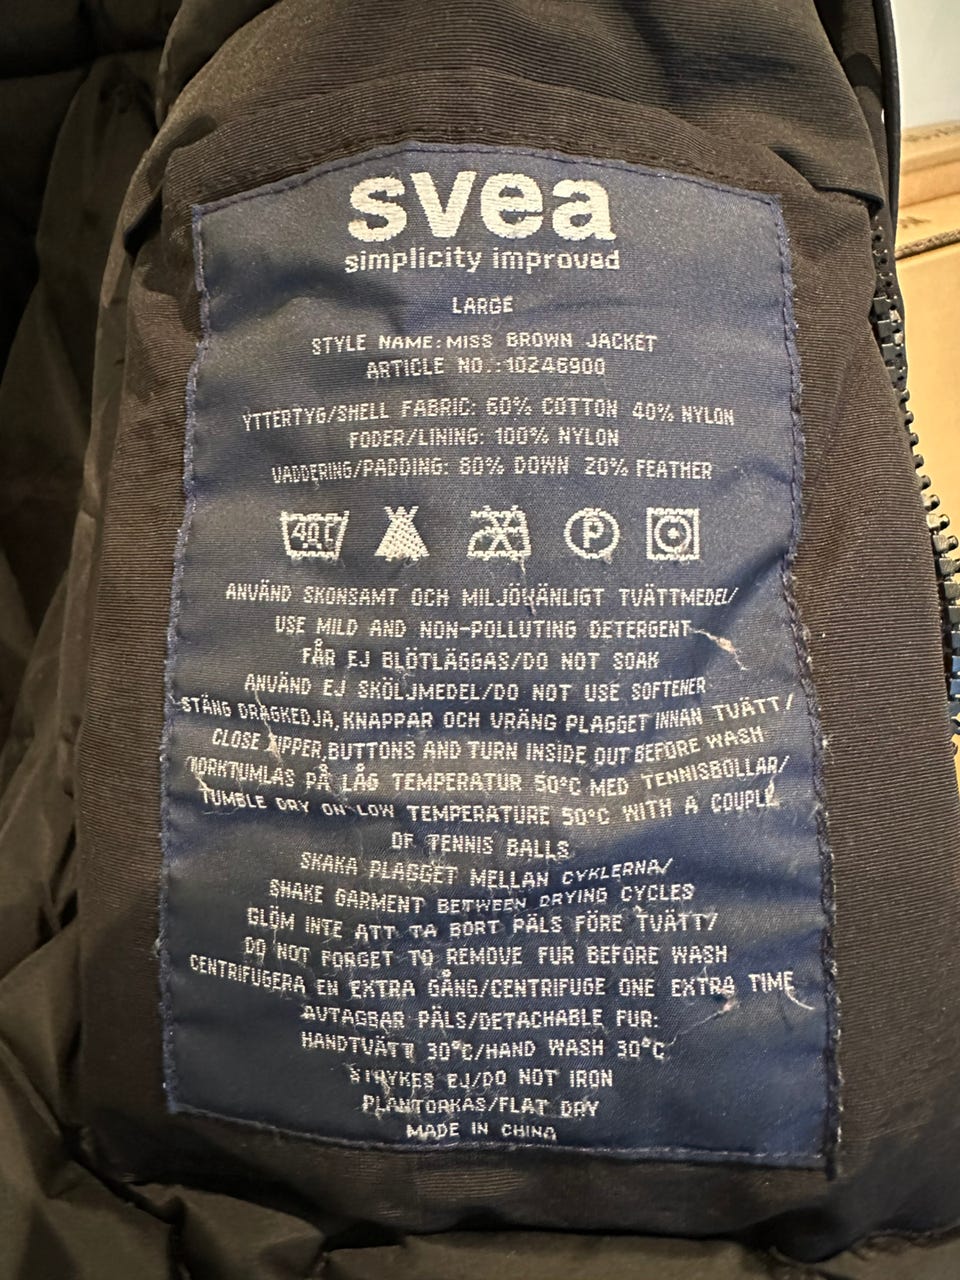 svea
simplicity improved
LARGE
STYLE NAME: MISS BROWN JACKET
ARTICLE NO.: 10246900
YTTERTYG/SHELL FABRIC: 60% COTTON 40% NYLON
FODER/LINING: 100% NYLON
VADDERING/PADDING: 80% DOWN 20% FEATHER
40C P
ANVÄND SKONSAMT OCH MILJÖVÄNLIGT TVÄTTMEDEL/
USE MILD AND NON-POLLUTING DETERGENT
FÅR EJ BLÖTLÄGGAS/DO NOT SOAK
ANVÄND EJ SKÖLJMEDEL/DO NOT USE SOFTENER
STÄNG DRAGKEDJA, KNAPPAR OCH VRÄNG PLAGGET INNAN TVÄTT/
CLOSE ZIPPER, BUTTONS AND TURN INSIDE OUT BEFORE WASH
TORKTUMLAS PÅ LÅG TEMPERATUR 50°C MED TENNISBOLLAR/
TUMBLE DRY ON LOW TEMPERATURE 50°C WITH A COUPLE
OF TENNIS BALLS
SKAKA PLAGGET MELLAN CYKLERNA/
SHAKE GARMENT BETWEEN DRYING CYCLES
GLÖM INTE ATT TA BORT PÄLS FÖRE TVÄTT/
DO NOT FORGET TO REMOVE FUR BEFORE WASH
CENTRIFUGERA EN EXTRA GÅNG/CENTRIFUGE ONE EXTRA TIME
AVTAGBAR PÄLS/DETACHABLE FUR:
HANDTVÄTT 30°C/HAND WASH 30°C
STRYKES EJ/DO NOT IRON
PLANTORKAS/FLAT DRY
MADE IN CHINA